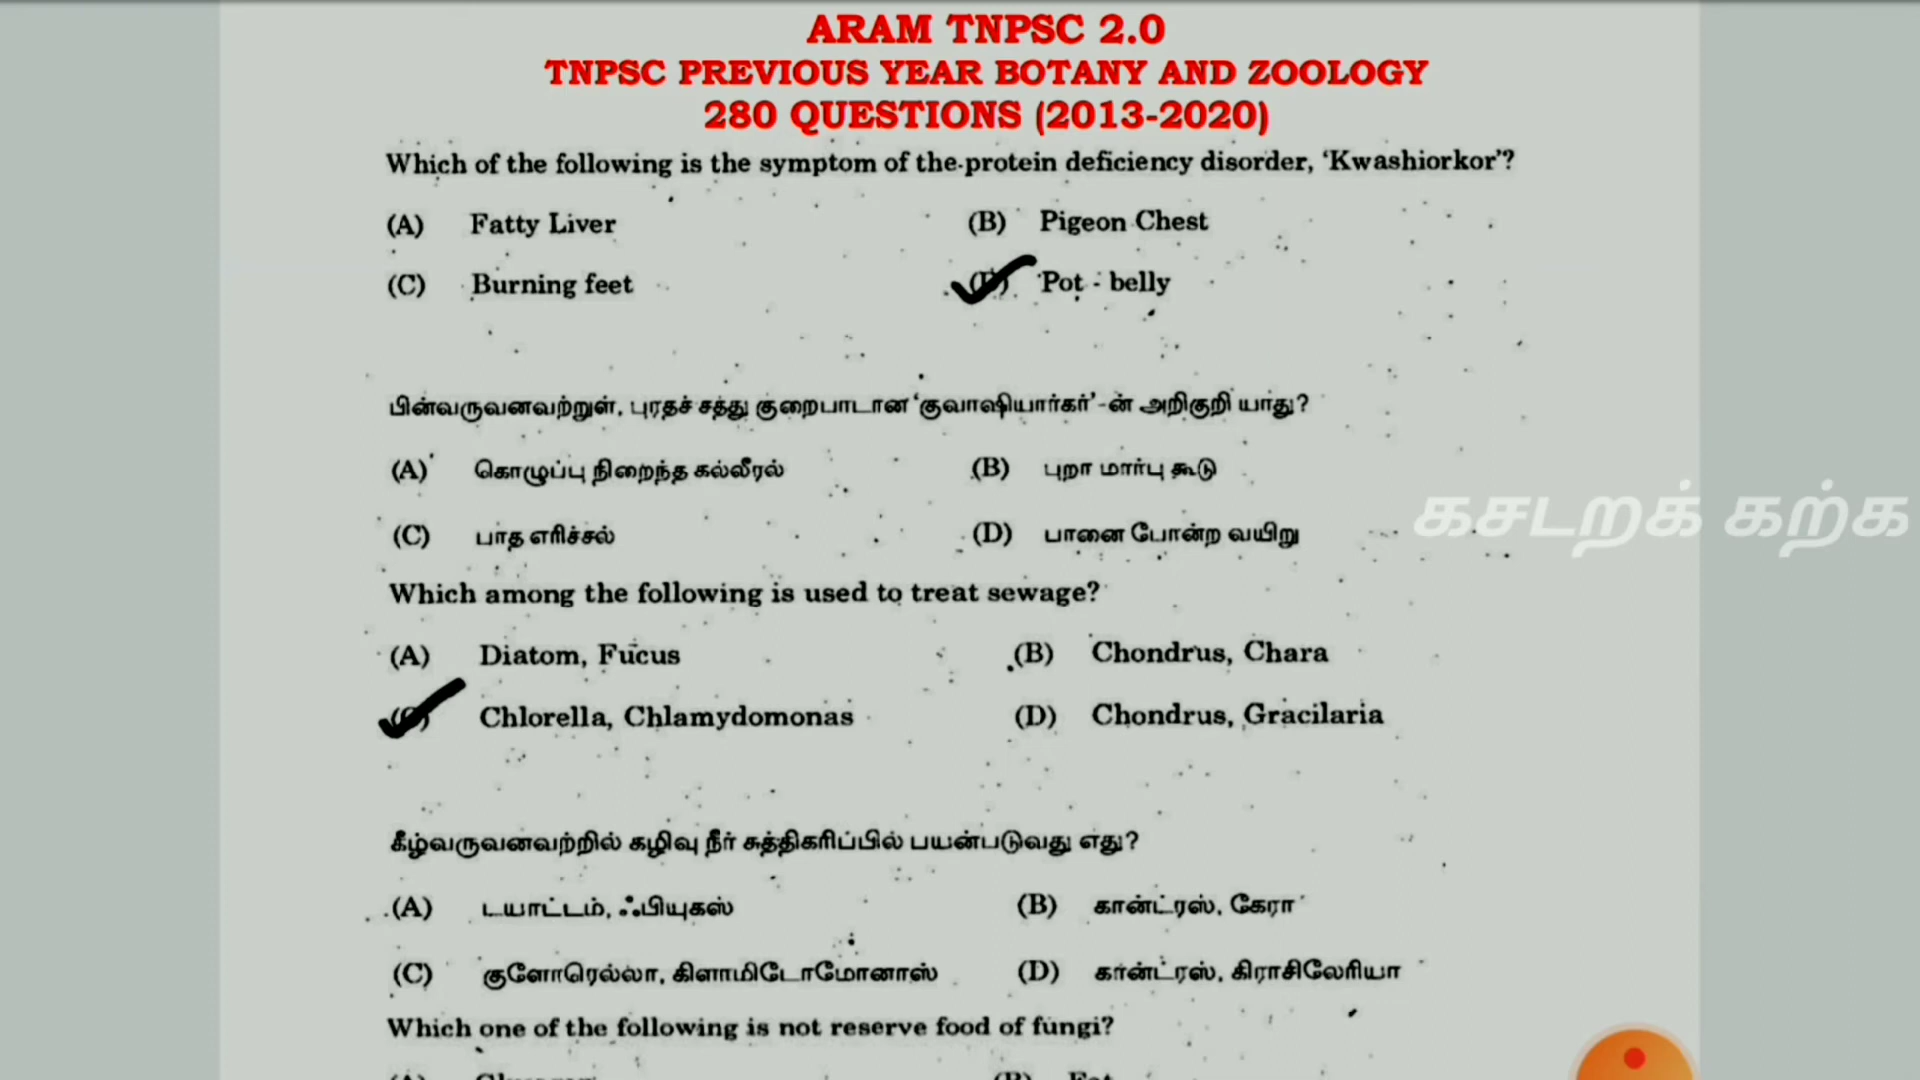 ARAM TNPSC 2.0
TNPSC PREVIOUS YEAR BOTANY AND ZOOLOGY
280 QUESTIONS (2013-2020)
Which of the following is the symptom of the protein deficiency disorder, ‘Kwashiorkor’?
(A) Fatty Liver (B) Pigeon Chest
(C) Burning feet (D) Pot - belly
பின்வருவனவற்றுள், புரதச் சத்து குறைபாடான ‘குவாஷியார்கர்’-ன் அறிகுறி யாது?
(A) கொழுப்பு நிறைந்த கல்லீரல் (B) புறா மார்பு கூடு
(C) பாத எரிச்சல் (D) பானை போன்ற வயிறு
கசடறக் கற்க
Which among the following is used to treat sewage?
(A) Diatom, Fucus (B) Chondrus, Chara
(C) Chlorella, Chlamydomonas (D) Chondrus, Gracilaria
கீழ்வருவனவற்றில் கழிவு நீர் சுத்திகரிப்பில் பயன்படுவது எது?
(A) டயாட்டம், ஃபியுகஸ் (B) கான்ட்ரஸ், கேரா
(C) குளோரெல்லா, கிளாமிடோமோனாஸ் (D) கான்ட்ரஸ், கிராசிலேரியா
Which one of the following is not reserve food of fungi?